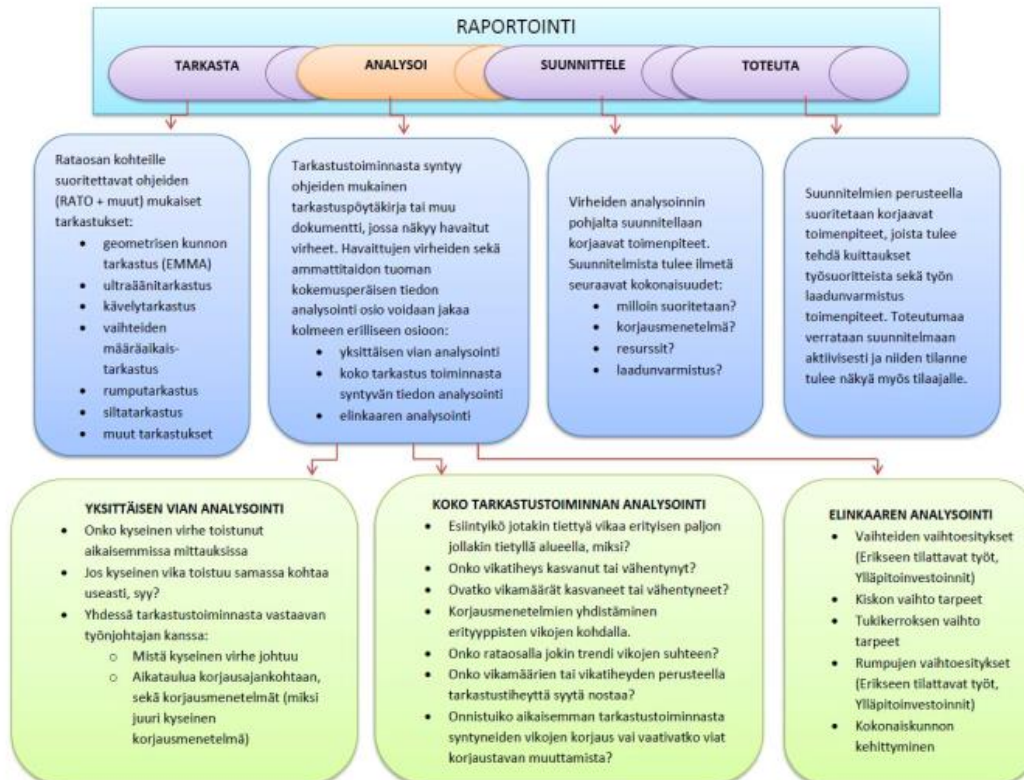 RAPORTOINTI
TARKASTA
ANALYSOI
SUUNNITTELE
TOTEUTA
Rataosan kohteille
suoritettavat ohjeiden
(RATO + muut) mukaiset
tarkastukset:
• geometrisen kunnon
tarkastus (EMMA)
• ultraäänitarkastus
• kävelytarkastus
• vaihteiden
määräaikais-
tarkastus
• rumputarkastus
• siltatarkastus
• muut tarkastukset
Tarkastustoiminnasta syntyy
ohjeiden mukainen
tarkastuspöytäkirja tai muu
dokumentti, jossa näkyy havaitut
virheet. Havaittujen virheiden sekä
ammattitaidon tuoman
kokemusperäisen tiedon
analysointi osio voidaan jakaa
kolmeen erilliseen osioon:
• yksittäisen vian analysointi
• koko tarkastus toiminnasta
syntyvän tiedon analysointi
• elinkaaren analysointi
Virheiden analysoinnin
pohjalta suunnitellaan
korjaavat toimenpiteet.
Suunnitelmista tulee ilmetä
seuraavat kokonaisuudet:
• milloin suoritetaan?
• korjausmenetelmä?
• resurssit?
• laadunvarmistus?
Suunnitelmien perusteella
suoritetaan korjaavat
toimenpiteet, joista tulee
tehdä kuittaukset
työsuoritteista sekä työn
laadunvarmistus
toimenpiteet. Toteutumaa
verrataan suunnitelmaan
aktiivisesti ja niiden tilanne
tulee näkyä myös tilaajalle.
YKSITTÄISEN VIAN ANALYSOINTI
• Onko kyseinen virhe toistunut
aikaisemmissa mittauksissa
• Jos kyseinen vika toistuu samassa kohtaa
useasti, syy?
• Yhdessä tarkastustoiminnasta vastaavan
työnjohtajan kanssa:
o Mistä kyseinen virhe johtuu
o Aikataulua korjausajankohtaan,
sekä korjausmenetelmät (miksi
juuri kyseinen
korjausmenetelmä)
KOKO TARKASTUSTOIMINNAN ANALYSOINTI
• Esiintyikö jotakin tiettyä vikaa erityisen paljon
jollakin tietyllä alueella, miksi?
• Onko vikatiheys kasvanut tai vähentynyt?
• Ovatko vikamäärät kasvaneet tai vähentyneet?
• Korjausmenetelmien yhdistäminen
erityyppisten vikojen kohdalla.
• Onko rataosalla jokin trendi vikojen suhteen?
• Onko vikamäärien tai vikatiheyden perusteella
tarkastustiheyttä syytä nostaa?
• Onnistuiko aikaisemman tarkastustoiminnasta
syntyneiden vikojen korjaus vai vaativatko viat
korjaustavan muuttamista?
ELINKAAREN ANALYSOINTI
• Vaihteiden vaihtoesitykset
(Erikseen tilattavat työt,
Ylläpitoinvestoinnit)
• Kiskon vaihto tarpeet
• Tukikerroksen vaihto
tarpeet
• Rumpujen vaihtoesitykset
(Erikseen tilattavat työt,
Ylläpitoinvestoinnit)
• Kokonaiskunnon
kehittyminen